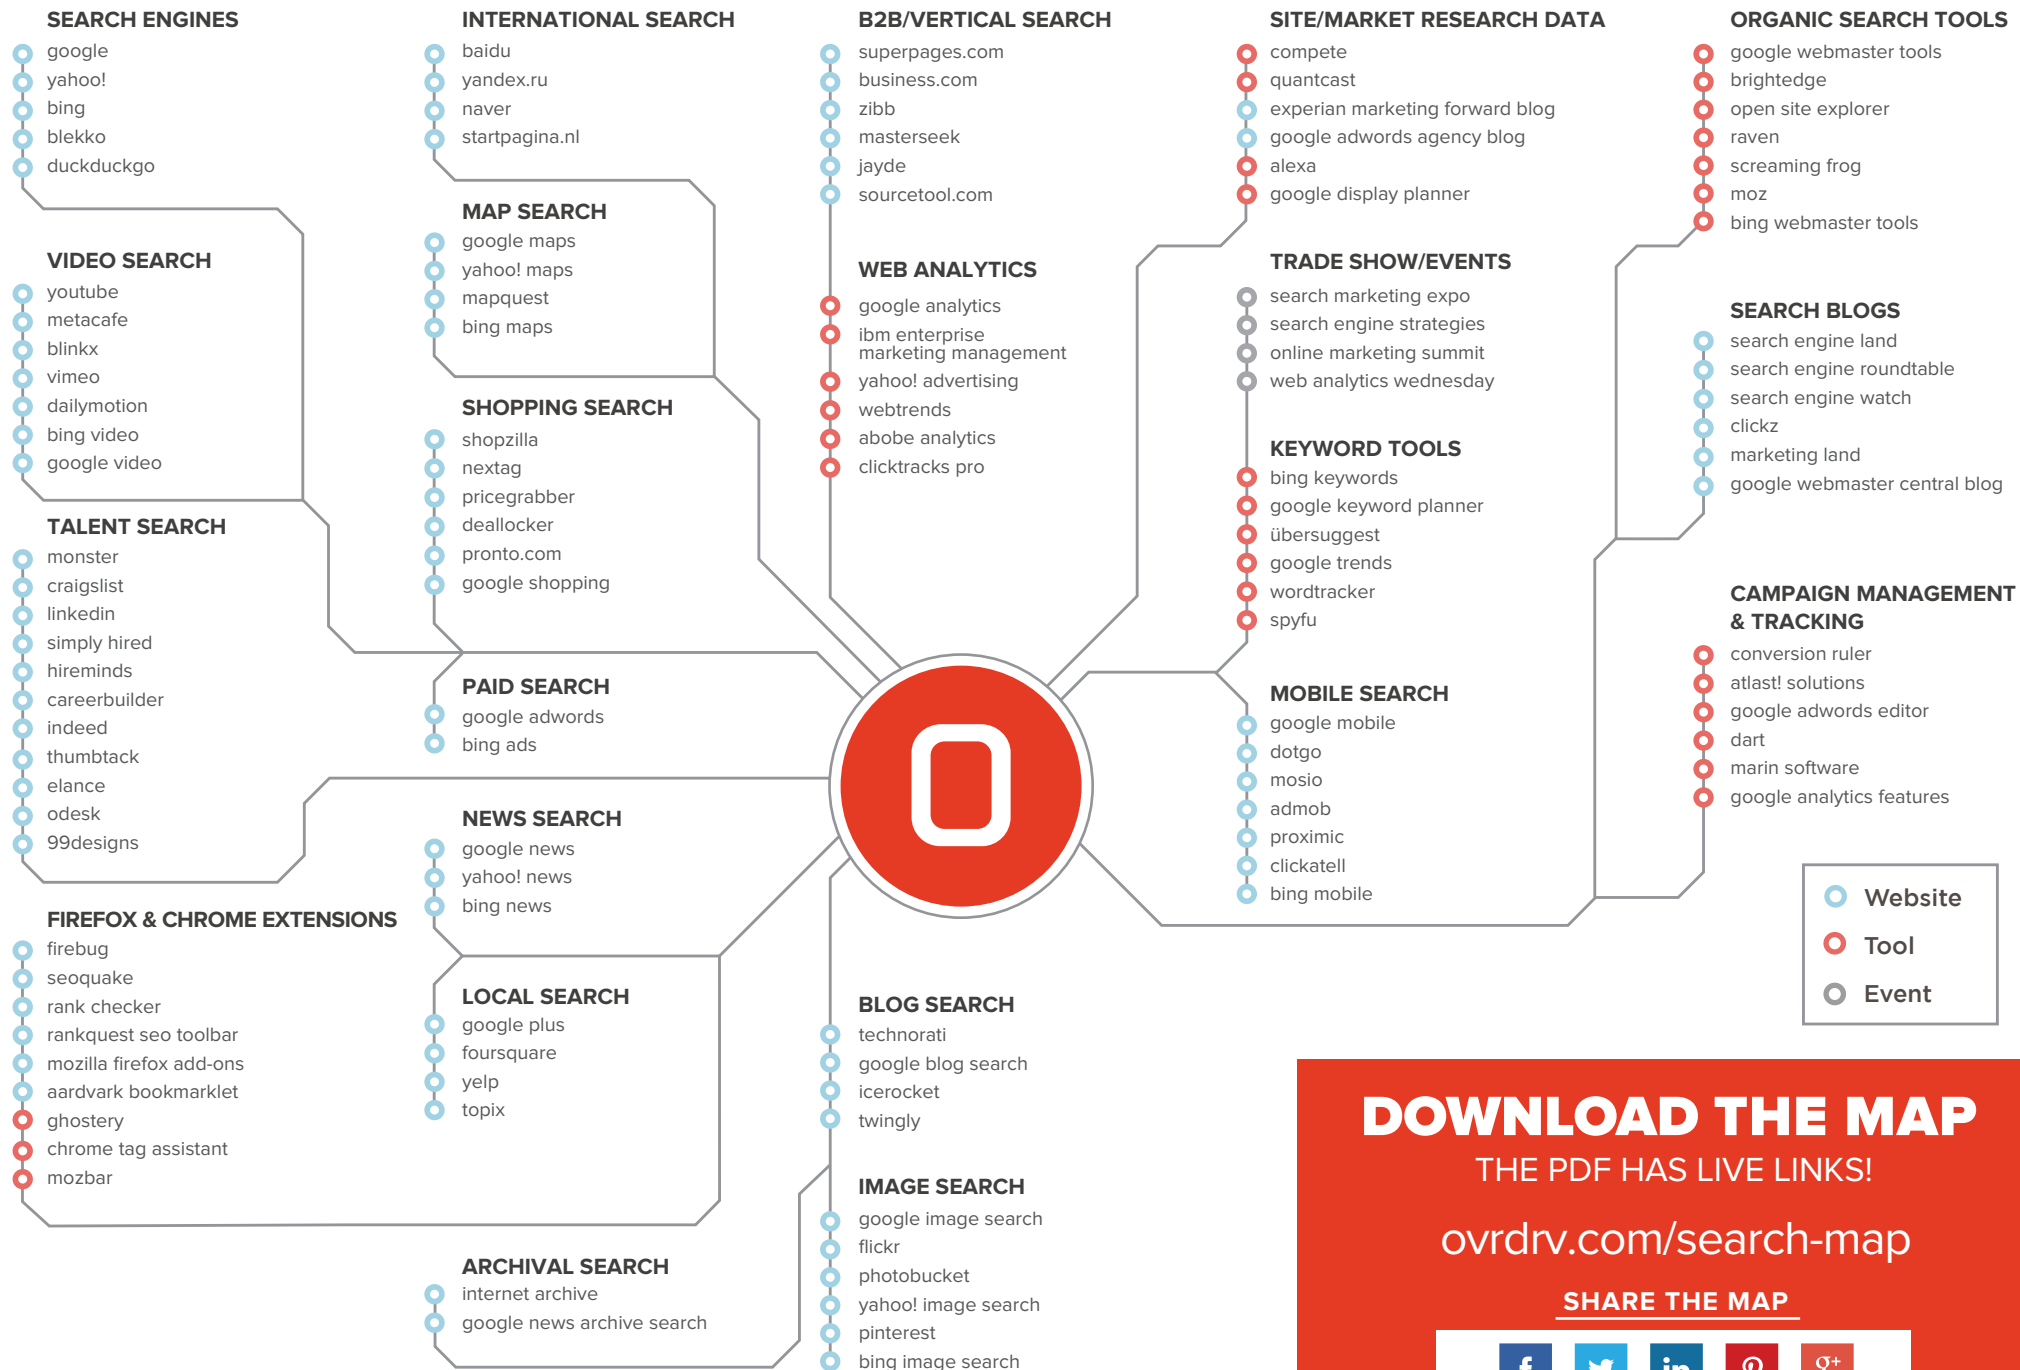 SEARCH ENGINES
google
yahoo!
bing
blekko
duckduckgo
VIDEO SEARCH
youtube
metacafe
blinkx
vimeo
dailymotion
bing video
google video
TALENT SEARCH
monster
craigslist
linkedin
simply hired
hireminds
careerbuilder
indeed
thumbtack
elance
odesk
99designs
FIREFOX & CHROME EXTENSIONS
firebug
seoquake
rank checker
rankquest seo toolbar
mozilla firefox add-ons
aardvark bookmarklet
ghostery
chrome tag assistant
mozbar
INTERNATIONAL SEARCH
baidu
yandex.ru
naver
startpagina.nl
MAP SEARCH
google maps
yahoo! maps
mapquest
bing maps
SHOPPING SEARCH
shopzilla
nextag
pricegrabber
deallocker
pronto.com
google shopping
PAID SEARCH
google adwords
bing ads
NEWS SEARCH
google news
yahoo! news
bing news
LOCAL SEARCH
google plus
foursquare
yelp
topix
ARCHIVAL SEARCH
internet archive
google news archive search
B2B/VERTICAL SEARCH
superpages.com
business.com
zibb
masterseek
jayde
sourcetool.com
WEB ANALYTICS
google analytics
ibm enterprise
marketing management
yahoo! advertising
webtrends
abobe analytics
clicktracks pro
O
BLOG SEARCH
technorati
google blog search
icerocket
twingly
IMAGE SEARCH
google image search
flickr
photobucket
yahoo! image search
pinterest
bing image search
SITE/MARKET RESEARCH DATA
compete
quantcast
experian marketing forward blog
google adwords agency blog
alexa
google display planner
TRADE SHOW/EVENTS
search marketing expo
search engine strategies
online marketing summit
web analytics wednesday
KEYWORD TOOLS
bing keywords
google keyword planner
übersuggest
google trends
wordtracker
spyfu
MOBILE SEARCH
google mobile
dotgo
mosio
admob
proximic
clickatell
bing mobile
ORGANIC SEARCH TOOLS
google webmaster tools
brightedge
open site explorer
raven
screaming frog
moz
bing webmaster tools
SEARCH BLOGS
search engine land
search engine roundtable
search engine watch
clickz
marketing land
google webmaster central blog
CAMPAIGN MANAGEMENT
& TRACKING
conversion ruler
atlast! solutions
google adwords editor
dart
marin software
google analytics features
Website
Tool
Event
DOWNLOAD THE MAP
THE PDF HAS LIVE LINKS!
ovrdrv.com/search-map
SHARE THE MAP
f in g+